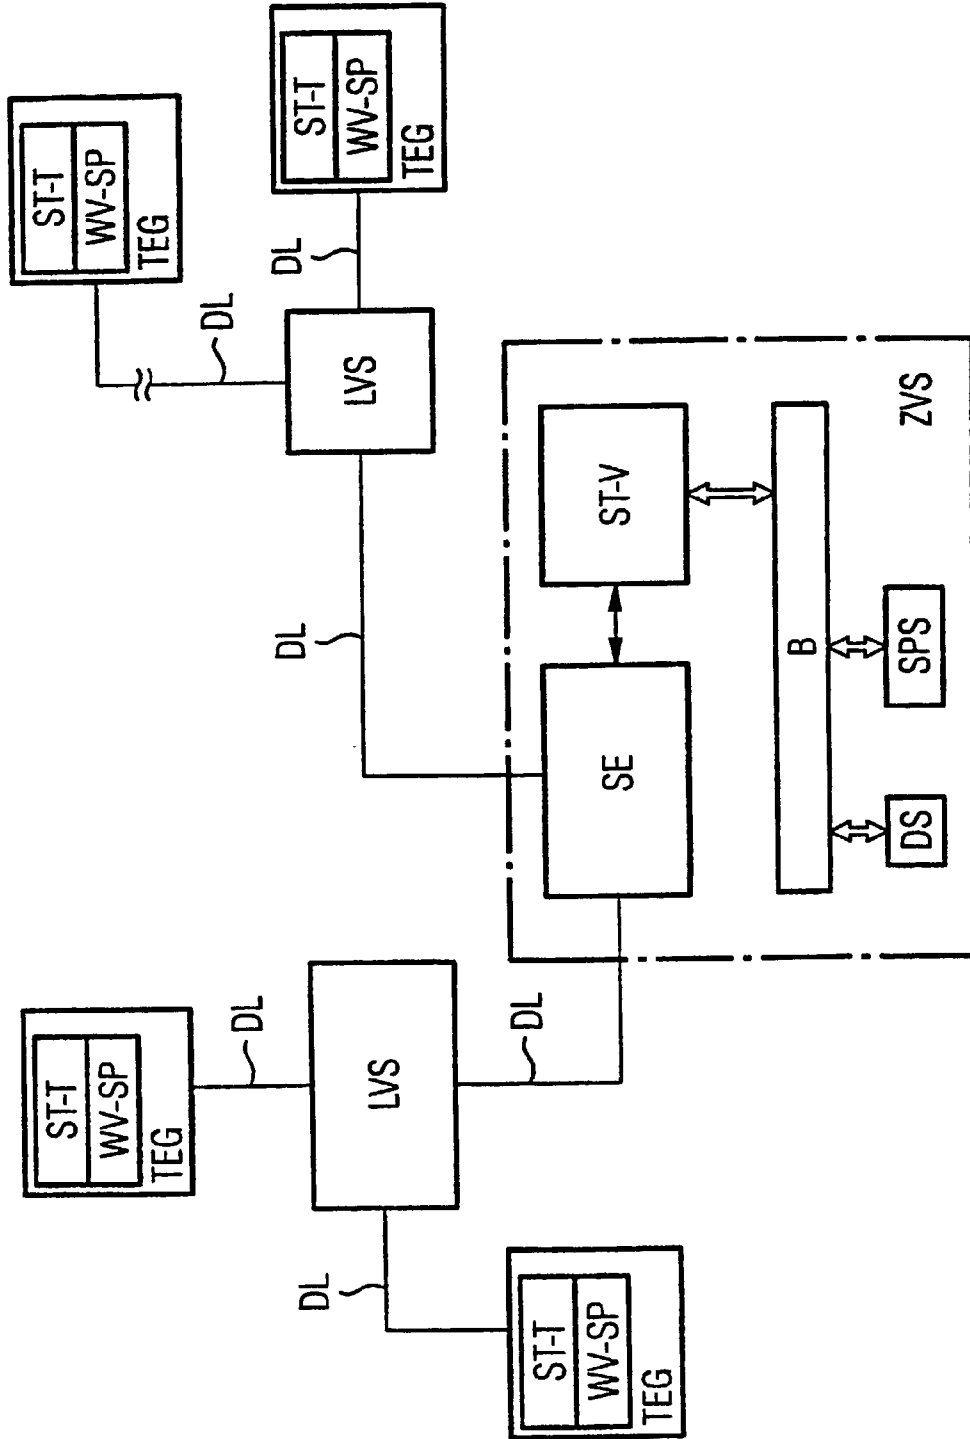 ST-T
WV-SP
TEG
DL
LVS
DL
ST-T
WV-SP
TEG
DL
DL
ST-T
WV-SP
TEG
DL
ST-T
WV-SP
TEG
DL
LVS
SE
ST-V
B
DS
SPS
ZVS